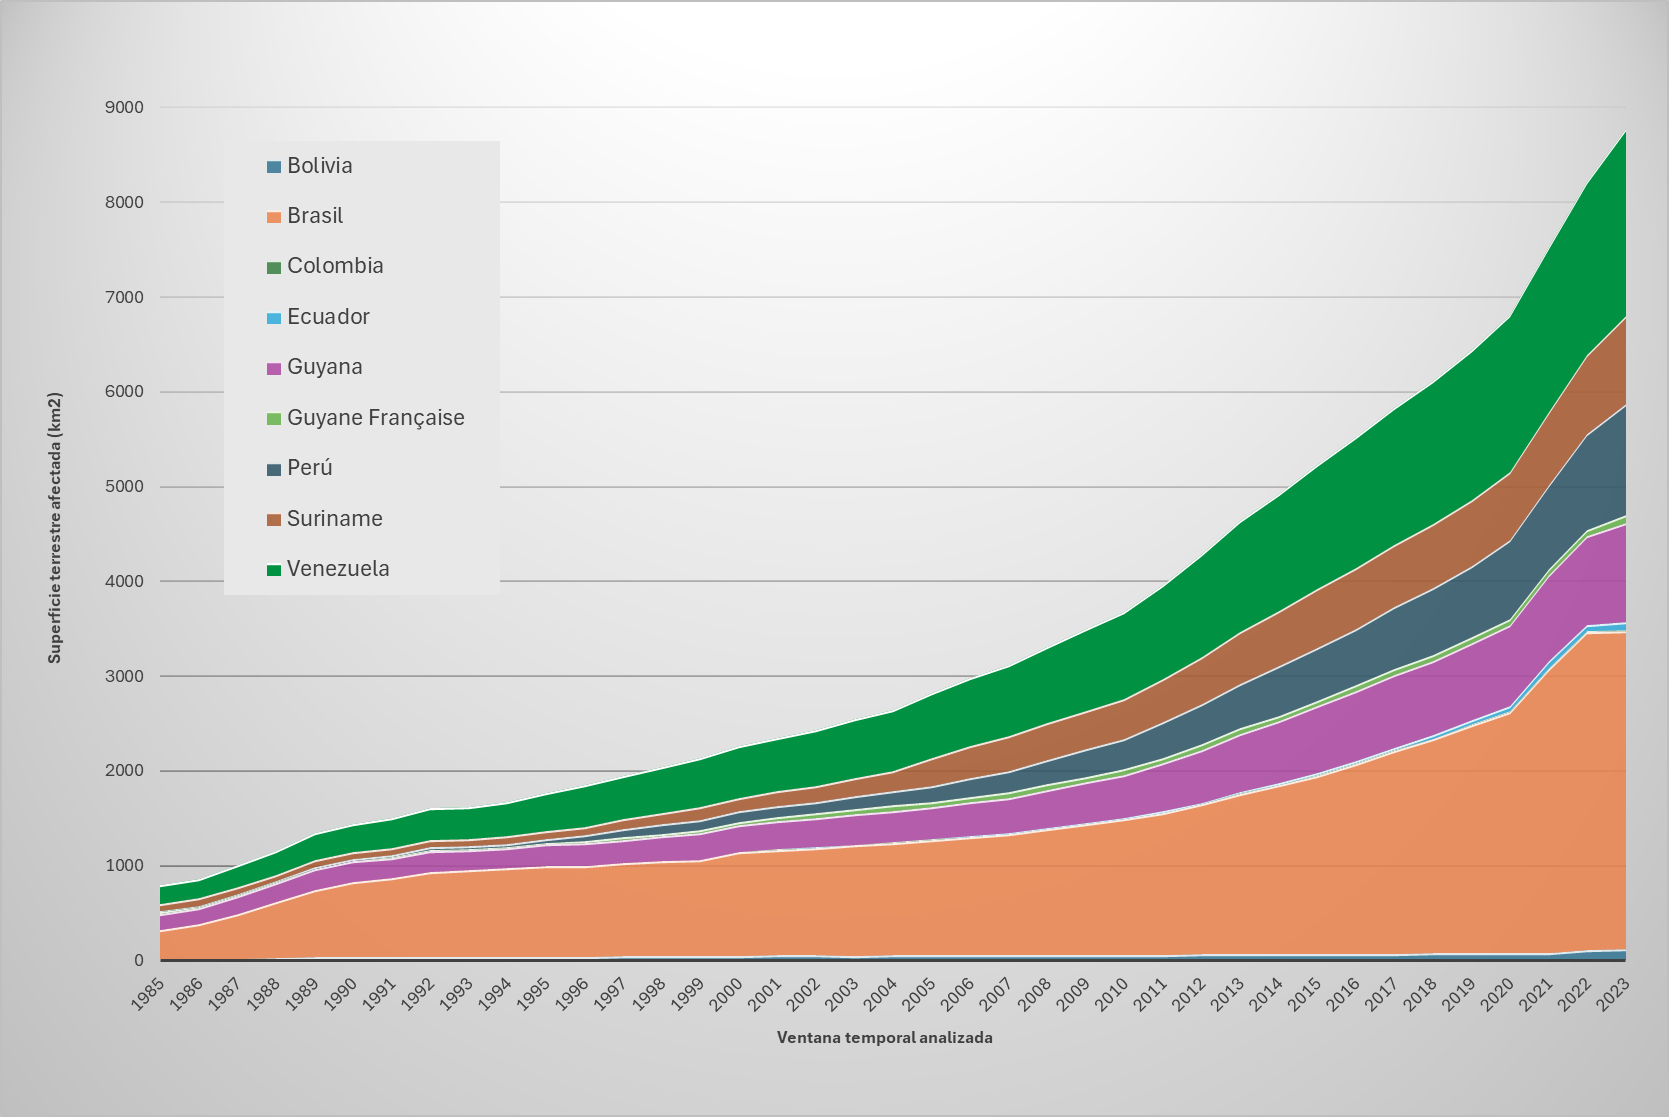 9000
8000
7000
6000
5000
4000
3000
2000
1000
0
Superficie terrestre afectada (km2)
Bolivia
Brasil
Colombia
Ecuador
Guyana
Guyane Française
Perú
Suriname
Venezuela
1985 1986 1987 1988 1989 1990 1991 1992 1993 1994 1995 1996 1997 1998 1999 2000 2001 2002 2003 2004 2005 2006 2007 2008 2009 2010 2011 2012 2013 2014 2015 2016 2017 2018 2019 2020 2021 2022 2023
Ventana temporal analizada